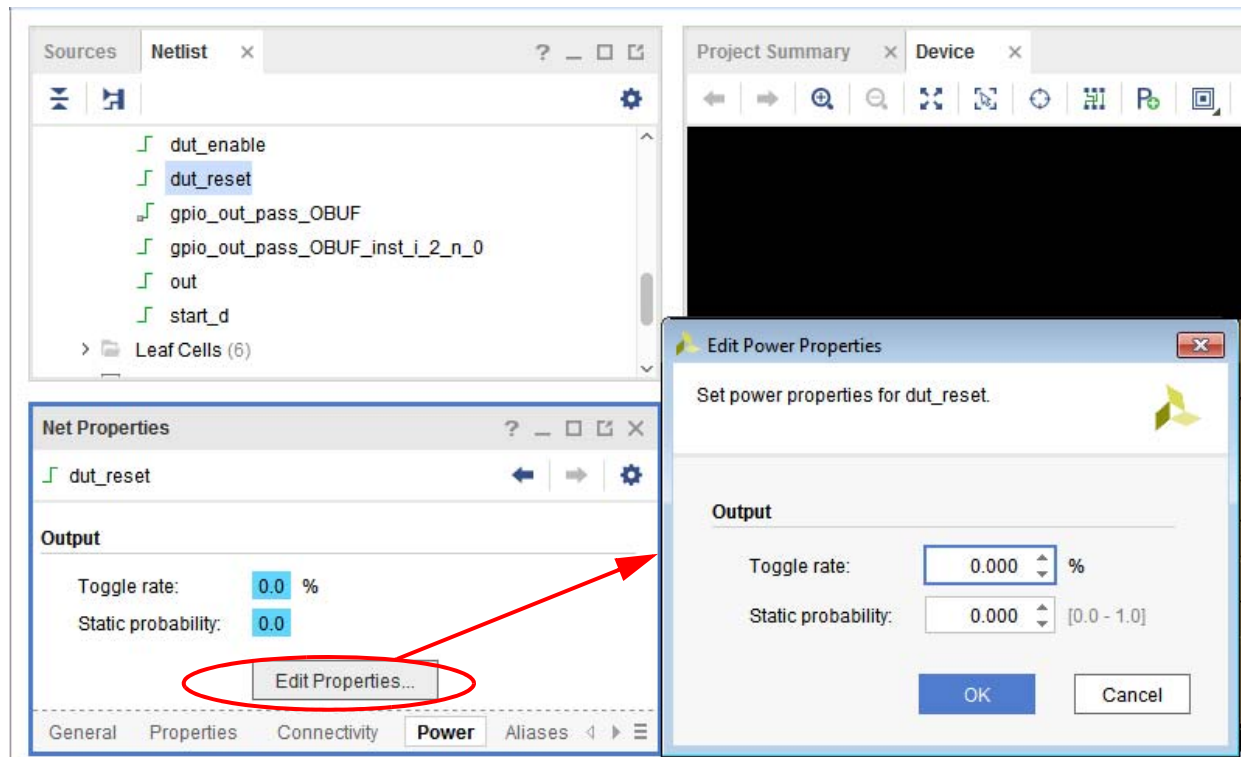 Sources Netlist
dut_enable
dut_reset
gpio_out_pass_OBUF
gpio_out_pass_OBUF_inst_i_2_n_0
out
start_d
Leaf Cells (6)
Project Summary Device
Net Properties
dut_reset
Output
Toggle rate: 0.0 %
Static probability: 0.0
Edit Properties...
General Properties Connectivity Power Aliases
Edit Power Properties
Set power properties for dut_reset.
Output
Toggle rate: 0.000 %
Static probability: 0.000 [0.0 - 1.0]
OK Cancel